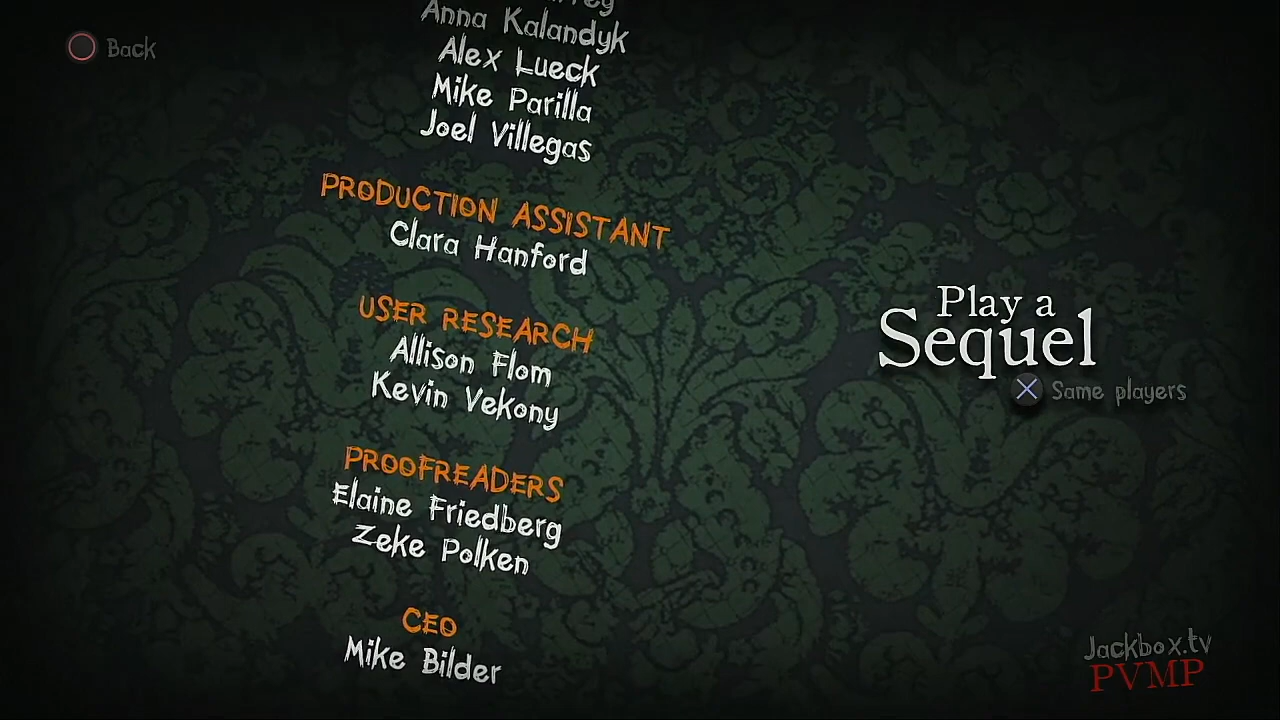 Back
Anna Kalandyk
Alex Lueck
Mike Parilla
Joel Villegas
PRODUCTION ASSISTANT
Clara Hanford
USER RESEARCH
Allison Flom
Kevin Vekony
PROOFREADERS
Elaine Friedberg
Zeke Polken
CEO
Mike Bilder
Play a
Sequel
Same players
Jackbox.tv
PVMP